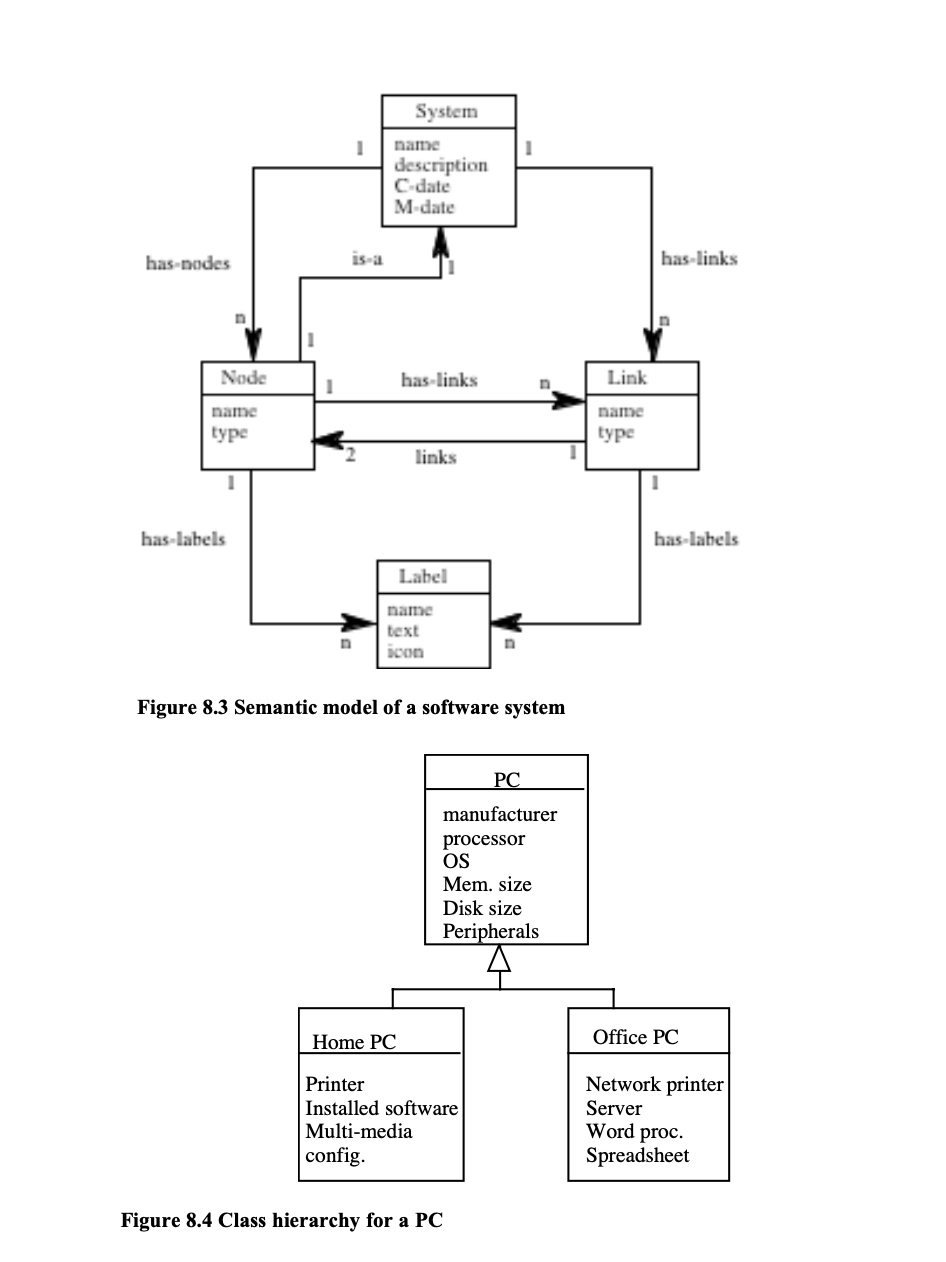 System
1
1
name
description
C-date
M-date
has-nodes
is-a
1
has-links
n
n
1
Node
1
has-links
n
Link
name
type
name
type
2
links
1
1
1
has-labels
has-labels
Label
name
text
icon
n
n
Figure 8.3 Semantic model of a software system
PC
manufacturer
processor
OS
Mem. size
Disk size
Peripherals
Home PC
Printer
Installed software
Multi-media
config.
Office PC
Network printer
Server
Word proc.
Spreadsheet
Figure 8.4 Class hierarchy for a PC